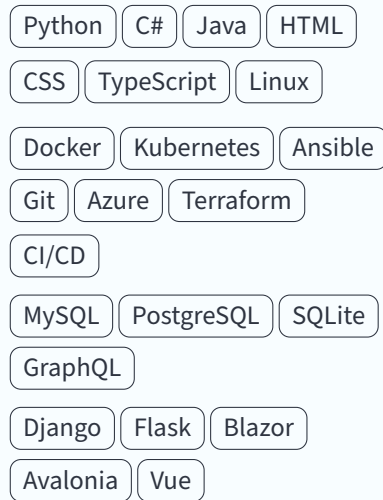 Python C# Java HTML
CSS TypeScript Linux
Docker Kubernetes Ansible
Git Azure Terraform
CI/CD
MySQL PostgreSQL SQLite
GraphQL
Django Flask Blazor
Avalonia Vue